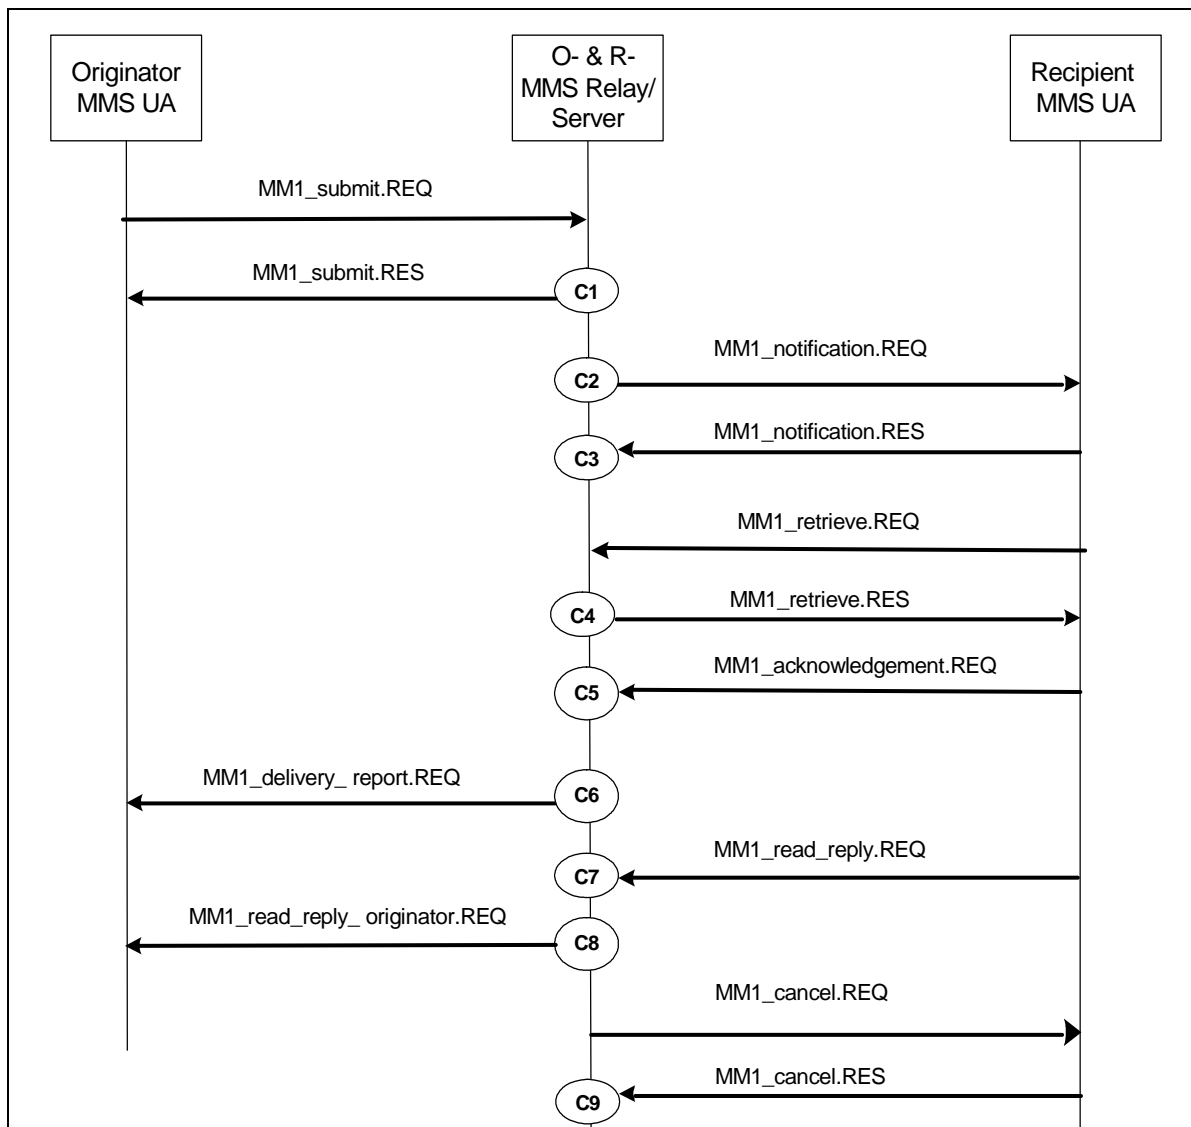 Originator
MMS UA
O- & R-
MMS Relay/
Server
Recipient
MMS UA
MM1_submit.REQ
MM1_submit.RES
C1
MM1_notification.REQ
C2
MM1_notification.RES
C3
MM1_retrieve.REQ
MM1_retrieve.RES
C4
MM1_acknowledgement.REQ
C5
MM1_delivery_ report.REQ
C6
MM1_read_reply.REQ
C7
MM1_read_reply_ originator.REQ
C8
MM1_cancel.REQ
MM1_cancel.RES
C9